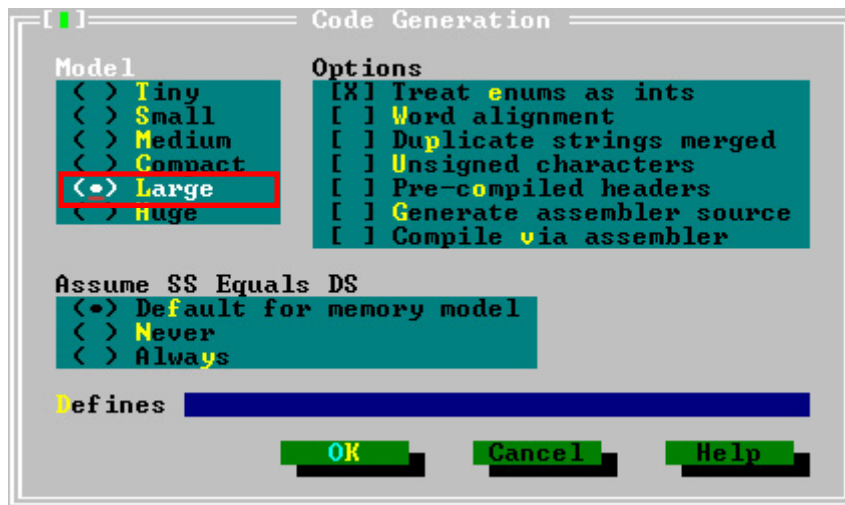 [ ] Code Generation
Model
( ) Tiny
( ) Small
( ) Medium
( ) Compact
(•) Large
( ) Huge
Options
[X] Treat enums as ints
[ ] Word alignment
[ ] Duplicate strings merged
[ ] Unsigned characters
[ ] Pre-compiled headers
[ ] Generate assembler source
[ ] Compile via assembler
Assume SS Equals DS
(•) Default for memory model
( ) Never
( ) Always
Defines
OK Cancel Help